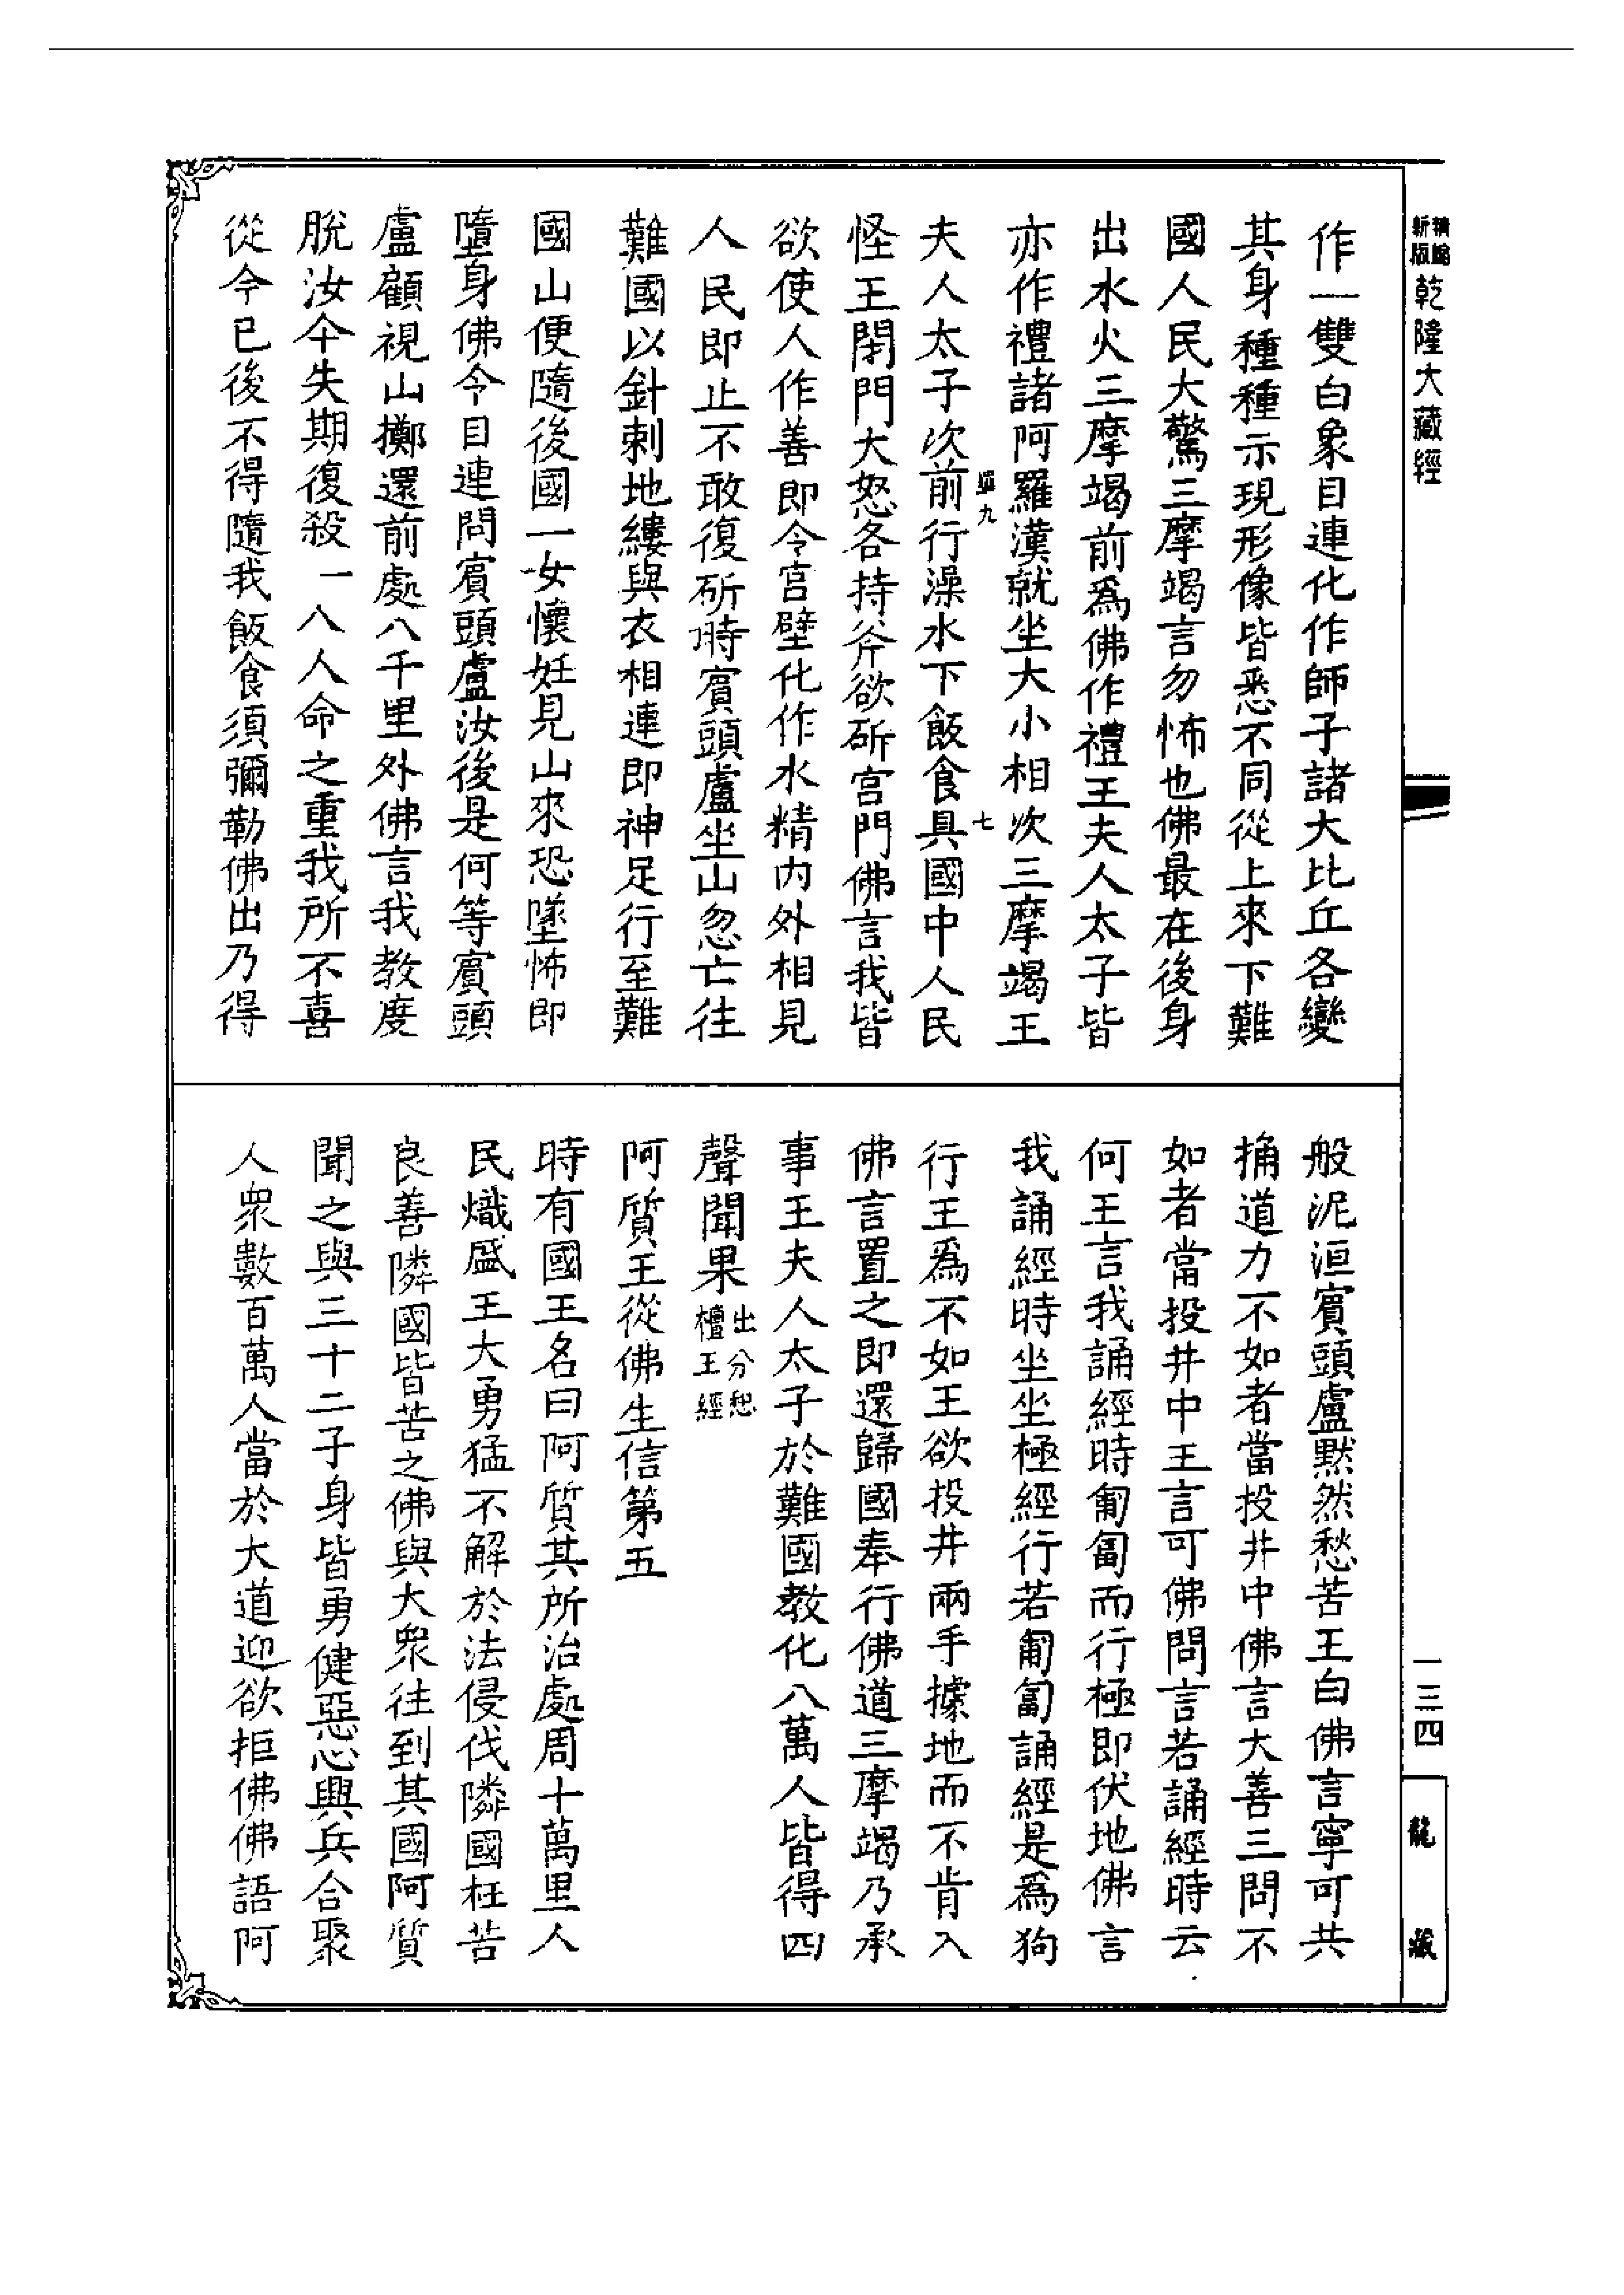 新編
新版
乾隆大藏經
作一雙白象目連化作師子諸大比丘各變
其身種種示現形像皆悉不同從上來下難
國人民大驚三摩竭言勿怖也佛最在後身
出水火三摩竭前爲佛作禮王夫人太子皆
亦作禮諸阿羅漢就坐大小相次三摩竭王
九
七
夫人太子次前行澡水下飯食具國中人民
怪王閉門大怒各持斧欲斫宮門佛言我皆
欲使人作善即令宮壁化作水精內外相見
人民即止不敢復斫時賓頭盧坐山忽亡往
難國以針刺地縷與衣相連即神足行至難
國山便隨後國一女懷妊見山來恐墜怖即
墮身佛令目連問賓頭盧汝後是何等賓頭
盧顧視山擲還前處八千里外佛言我教度
脫汝今失期復殺一人人命之重我所不喜
從今已後不得隨我飯食須彌勒佛出乃得
般泥洹賓頭盧默然愁苦王白佛言寧可共
捔道力不如者當投井中佛言大善三問不
如者當投井中王言可佛問言若誦經時云
何王言我誦經時匍匐而行極即伏地佛言
我誦經時坐坐極經行若匍匐誦經是爲狗
行王爲不如王欲投井兩手據地而不肯入
佛言置之即還歸國奉行佛道三摩竭乃承
事王夫人太子於難國教化八萬人皆得四
聲聞果
出分惒
檀王經
阿質王從佛生信第五
時有國王名曰阿質其所治處周十萬里人
民熾盛王大勇猛不解於法侵伐隣國枉苦
良善隣國皆苦之佛與大眾往到其國阿質
聞之與三十二子身皆勇健惡心興兵合聚
人眾數百萬人當於大道迎欲拒佛佛語阿
一三四
龍藏